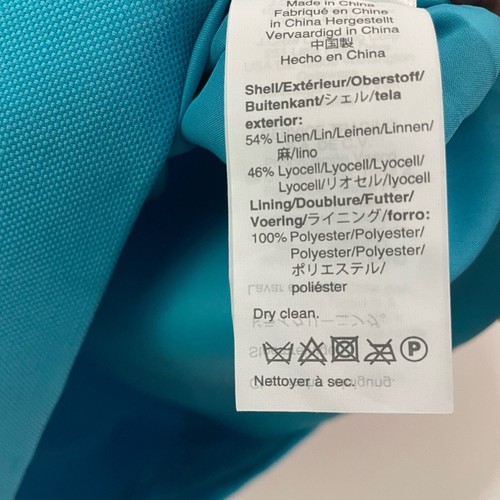 Made in China
Fabriqué en Chine
in China Hergestellt
Vervaardigd in China
中国製
Hecho en China
Shell/Extérieur/Oberstoff/
Buitenkant/シェル/tela
exterior:
54% Linen/Lin/Leinen/Linnen/
麻/lino
46% Lyocell/Lyocell/Lyocell/
Lyocell/リオセル/lyocell
Lining/Doublure/Futter/
Voering/ライニング/forro:
100% Polyester/Polyester/
Polyester/Polyester/
ポリエステル/
poliéster
Dry clean.
P
Nettoyer à sec.